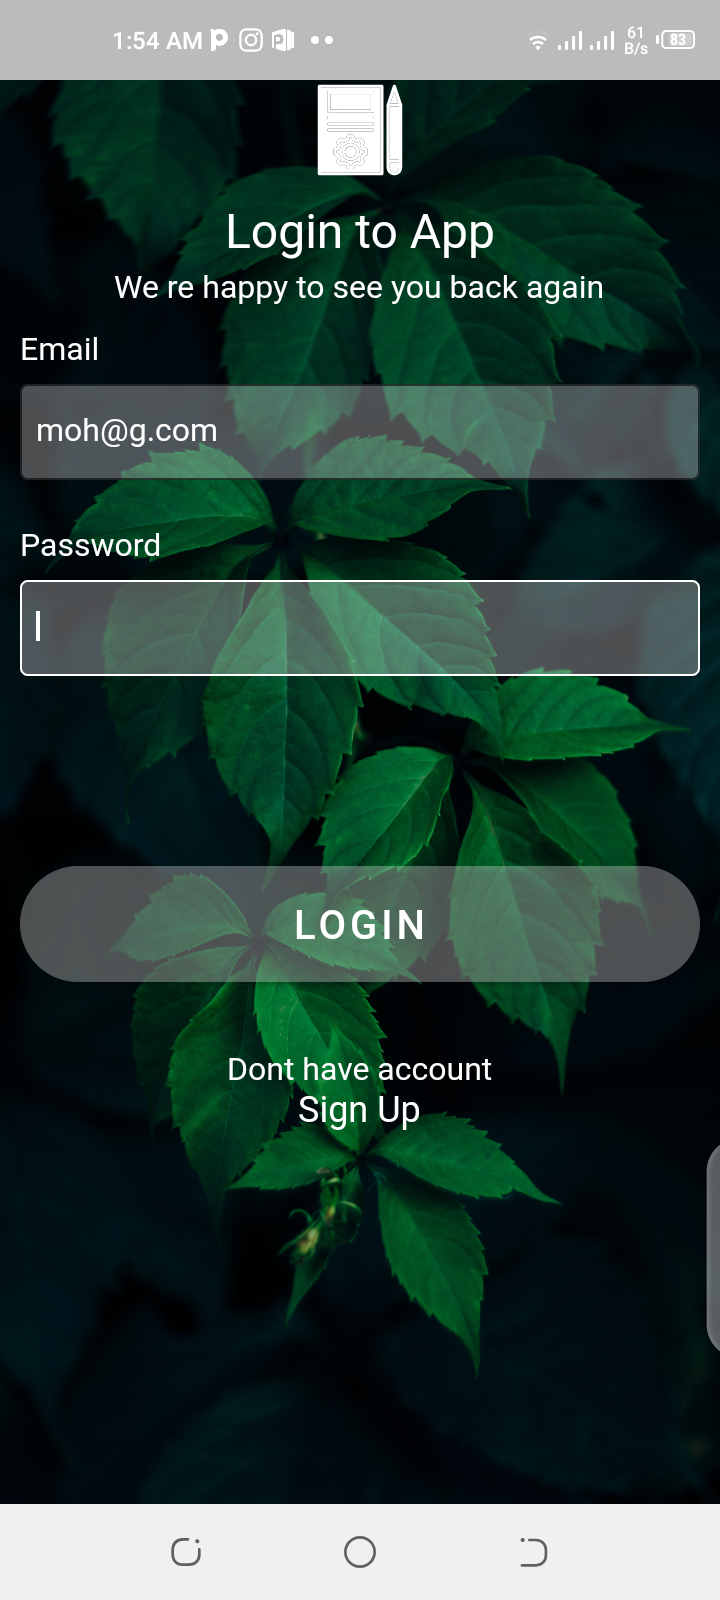 1:54 AM
61
B/s
83
Login to App
We re happy to see you back again
Email
moh@g.com
Password
LOGIN
Dont have account
Sign Up